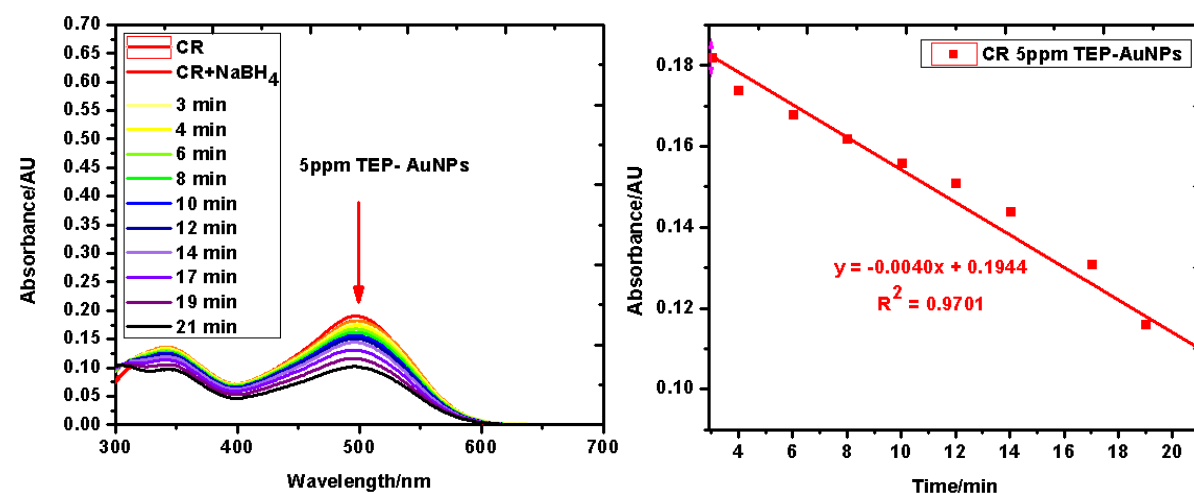 0.70
0.65
0.60
0.55
0.50
0.45
0.40
0.35
0.30
0.25
0.20
0.15
0.10
0.05
0.00
Absorbance/AU
CR
CR+NaBH4
3 min
4 min
6 min
8 min
10 min
12 min
14 min
17 min
19 min
21 min
5ppm TEP- AuNPs
300 400 500 600 700
Wavelength/nm
0.18
0.16
0.14
0.12
0.10
Absorbance/AU
CR 5ppm TEP-AuNPs
y = -0.0040x + 0.1944
R2 = 0.9701
4 6 8 10 12 14 16 18 20
Time/min